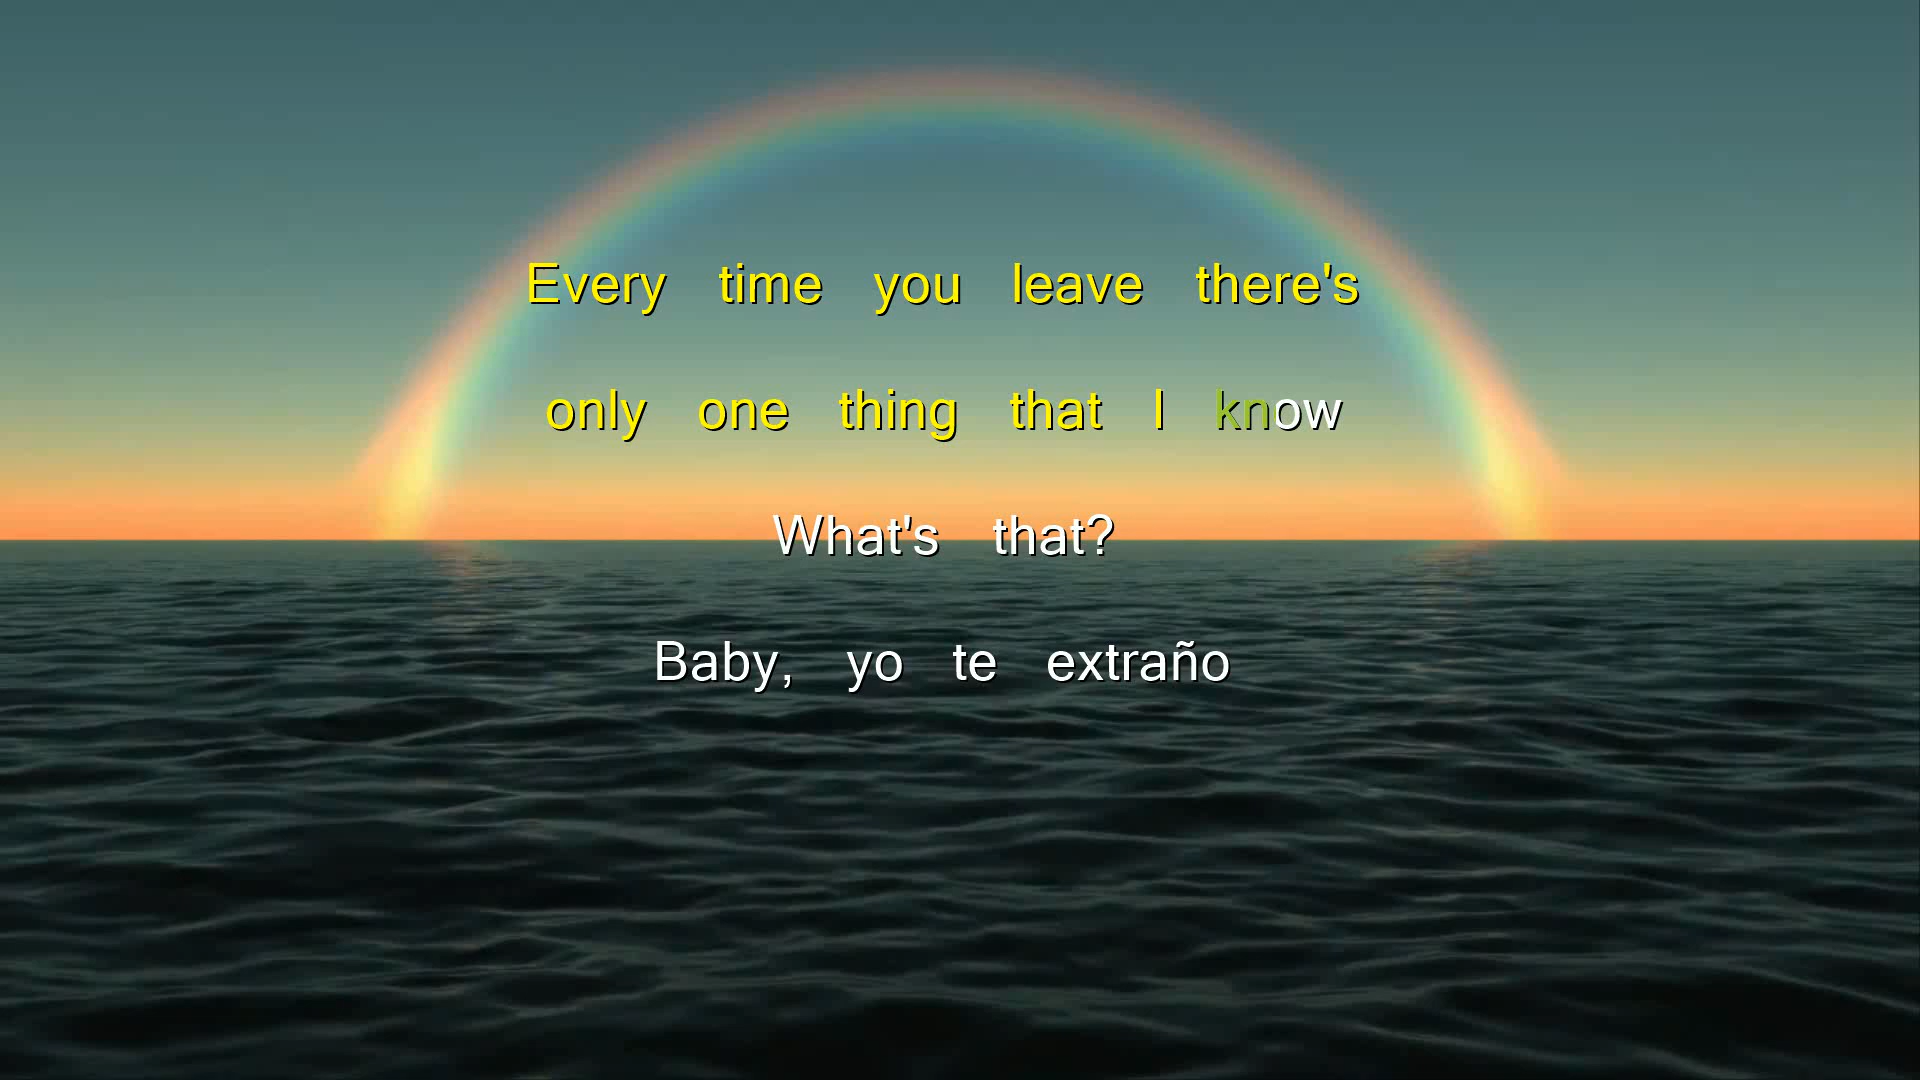 Every time you leave there's
only one thing that I know
What's that?
Baby, yo te extraño